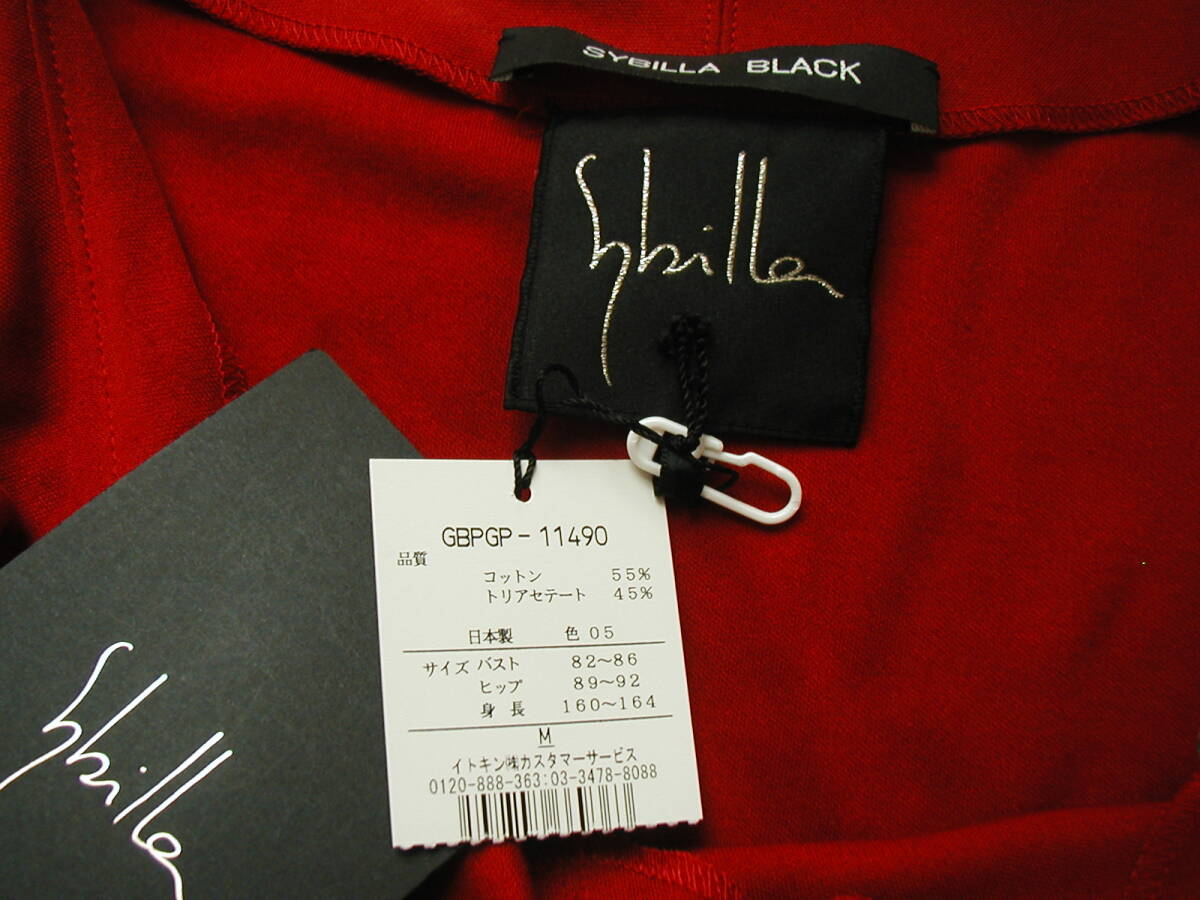 SYBILLA BLACK
Sybilla
GBPGP-11490
品質
コットン 55%
トリアセテート 45%
日本製 色 05
サイズ バスト 82~86
ヒップ 89~92
身長 160~164
M
イトキン㈱カスタマーサービス
0120-888-363:03-3478-8088
Sybilla